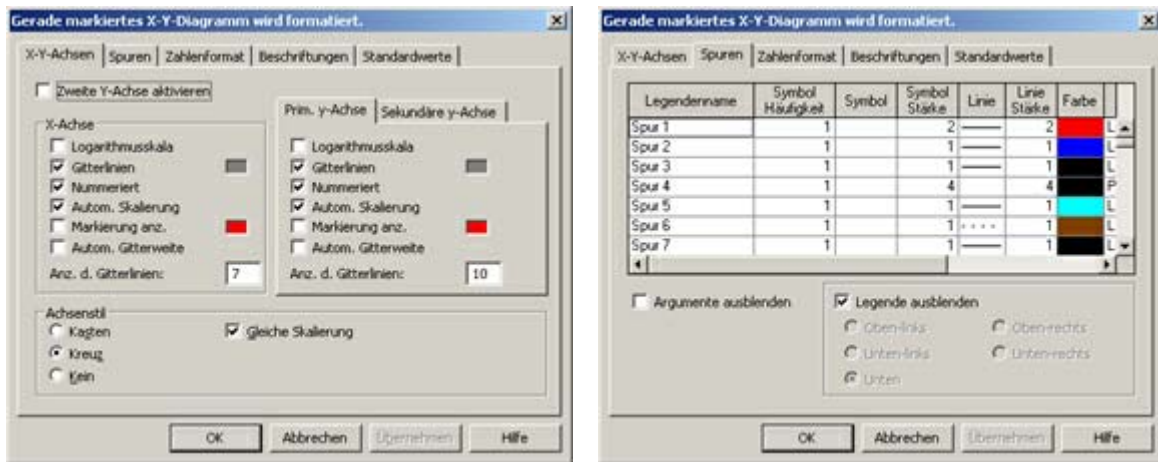 Gerade markiertes X-Y-Diagramm wird formatiert.
X-Y-Achsen Spuren Zahlenformat Beschriftungen Standardwerte
Zweite Y-Achse aktivieren
X-Achse
Logarithmusskala
Gitterlinien
Nummeriert
Autom. Skalierung
Markierung anz.
Autom. Gitterweite
Anz. d. Gitterlinien: 7
Prim. y-Achse Sekundäre y-Achse
Logarithmusskala
Gitterlinien
Nummeriert
Autom. Skalierung
Markierung anz.
Autom. Gitterweite
Anz. d. Gitterlinien: 10
Achsenstil
Kasten
Kreuz
Kein
Gleiche Skalierung
OK Abbrechen Übernehmen Hilfe
Gerade markiertes X-Y-Diagramm wird formatiert.
X-Y-Achsen Spuren Zahlenformat Beschriftungen Standardwerte
Legendenname Symbol Häufigkeit Symbol Symbol Stärke Linie Linie Stärke Farbe
Spur 1 1 2 2 L
Spur 2 1 1 1 L
Spur 3 1 1 1 L
Spur 4 1 4 4 P
Spur 5 1 1 1 L
Spur 6 1 1 1 L
Spur 7 1 1 1 L
Argumente ausblenden
Legende ausblenden
Oben-links Oben-rechts
Unten-links Unten-rechts
Unten
OK Abbrechen Übernehmen Hilfe